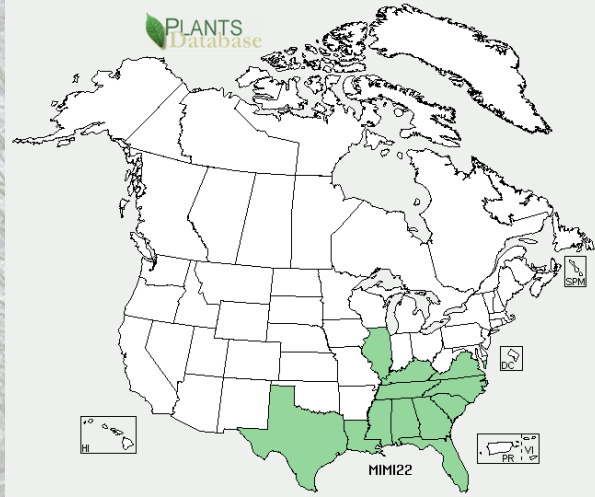 PLANTS
Database
SPM
DC
HI
PR
VI
MIMI22